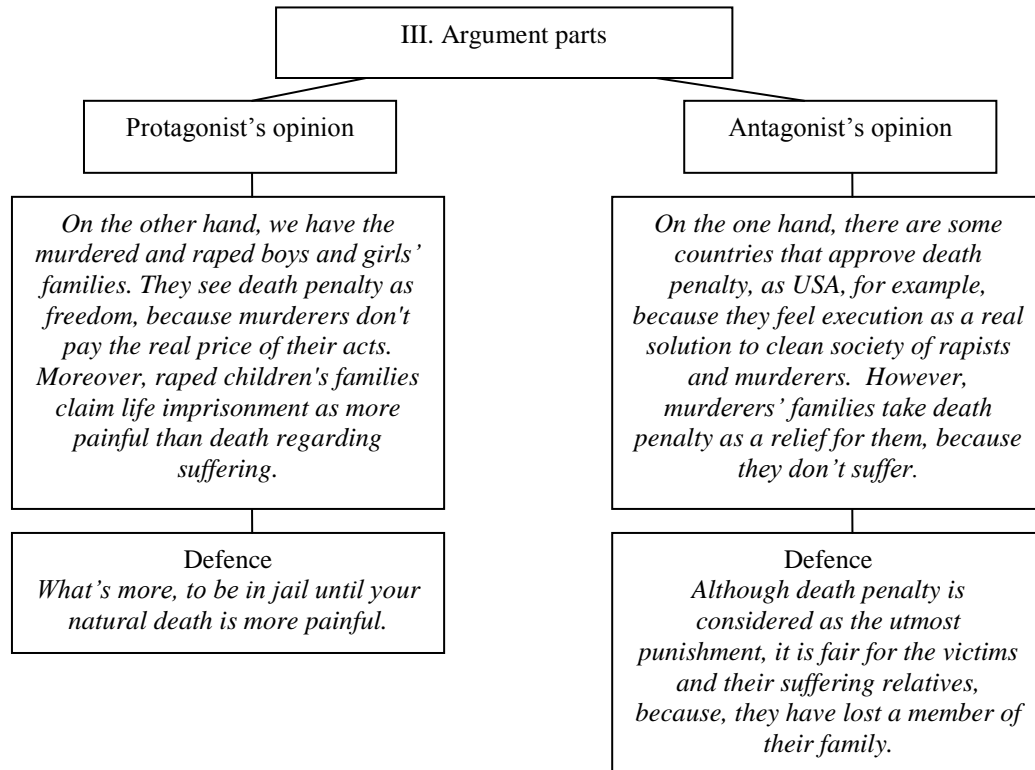 III. Argument parts
Protagonist’s opinion
On the other hand, we have the
murdered and raped boys and girls’
families. They see death penalty as
freedom, because murderers don't
pay the real price of their acts.
Moreover, raped children's families
claim life imprisonment as more
painful than death regarding
suffering.
Defence
What’s more, to be in jail until your
natural death is more painful.
Antagonist’s opinion
On the one hand, there are some
countries that approve death
penalty, as USA, for example,
because they feel execution as a real
solution to clean society of rapists
and murderers.  However,
murderers’ families take death
penalty as a relief for them, because
they don’t suffer.
Defence
Although death penalty is
considered as the utmost
punishment, it is fair for the victims
and their suffering relatives,
because, they have lost a member of
their family.